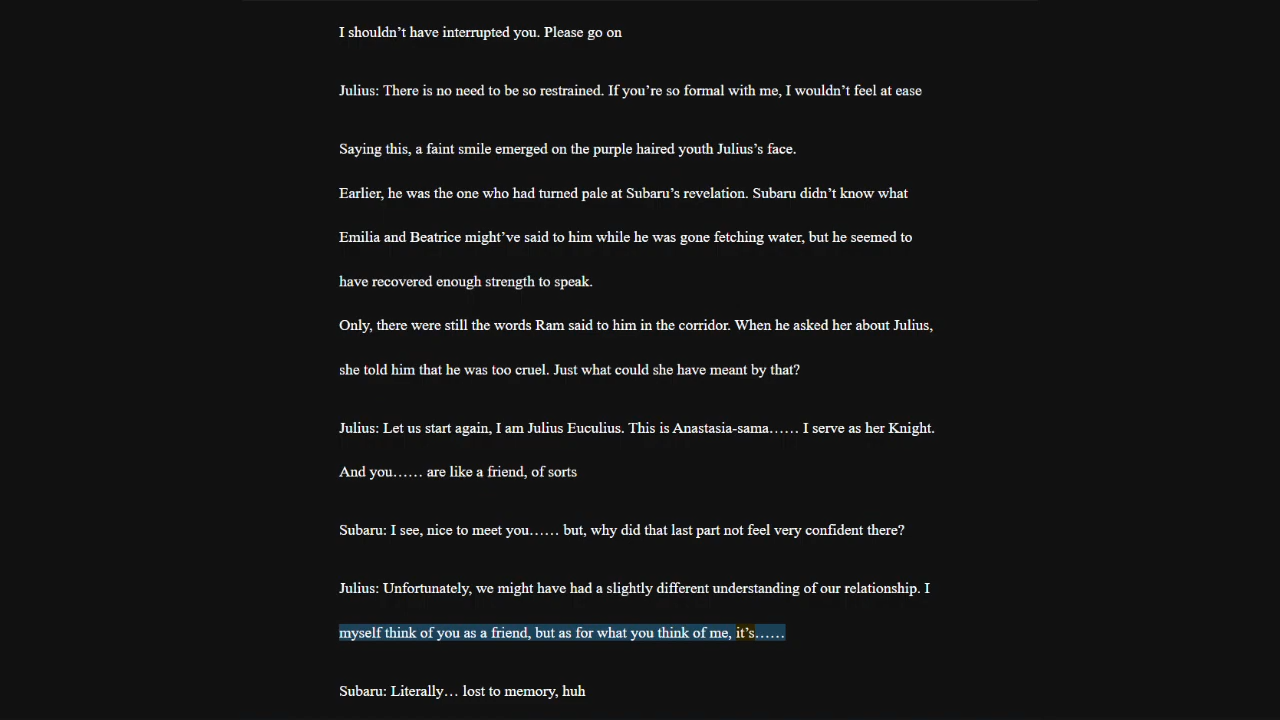 I shouldn’t have interrupted you. Please go on
Julius: There is no need to be so restrained. If you’re so formal with me, I wouldn’t feel at ease
Saying this, a faint smile emerged on the purple haired youth Julius’s face.
Earlier, he was the one who had turned pale at Subaru’s revelation. Subaru didn’t know what
Emilia and Beatrice might’ve said to him while he was gone fetching water, but he seemed to
have recovered enough strength to speak.
Only, there were still the words Ram said to him in the corridor. When he asked her about Julius,
she told him that he was too cruel. Just what could she have meant by that?
Julius: Let us start again, I am Julius Euculius. This is Anastasia-sama…… I serve as her Knight.
And you…… are like a friend, of sorts
Subaru: I see, nice to meet you…… but, why did that last part not feel very confident there?
Julius: Unfortunately, we might have had a slightly different understanding of our relationship. I
myself think of you as a friend, but as for what you think of me, it’s……
Subaru: Literally… lost to memory, huh